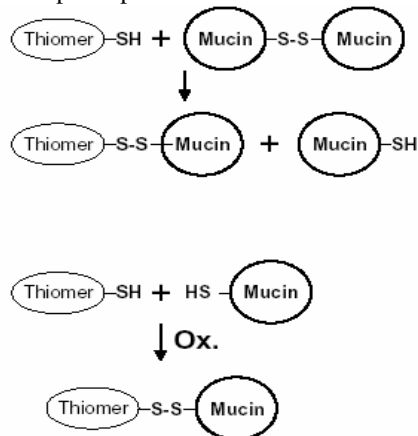 Thiomer -SH + Mucin -S-S- Mucin
Thiomer -S-S- Mucin + Mucin -SH
Thiomer -SH + HS - Mucin
Ox.
Thiomer -S-S- Mucin